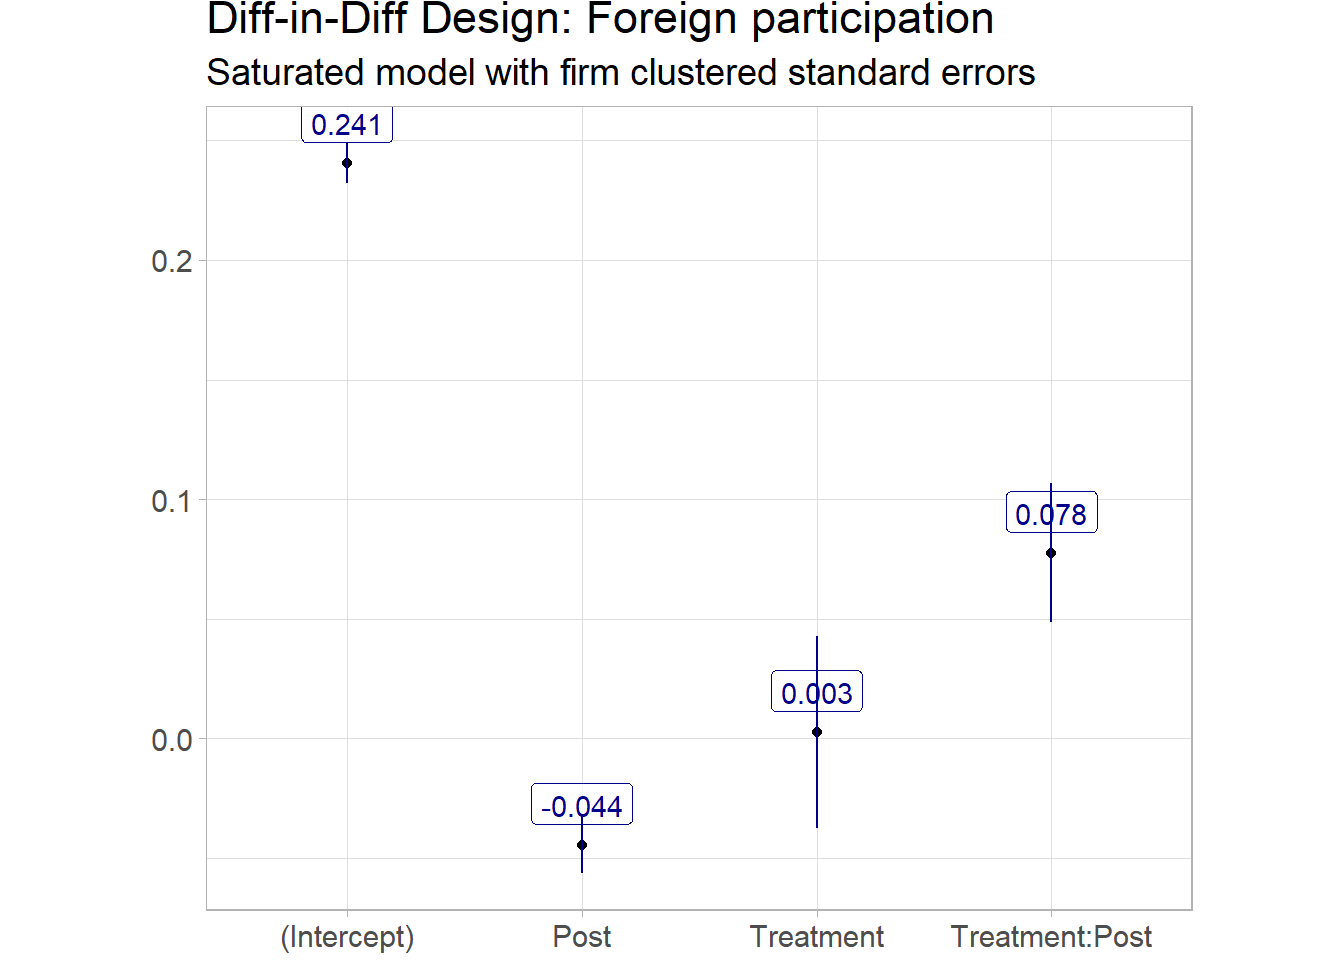 Diff-in-Diff Design: Foreign participation
Saturated model with firm clustered standard errors
0.241
0.2
0.1
0.078
0.003
0.0
-0.044
(Intercept) Post Treatment Treatment:Post